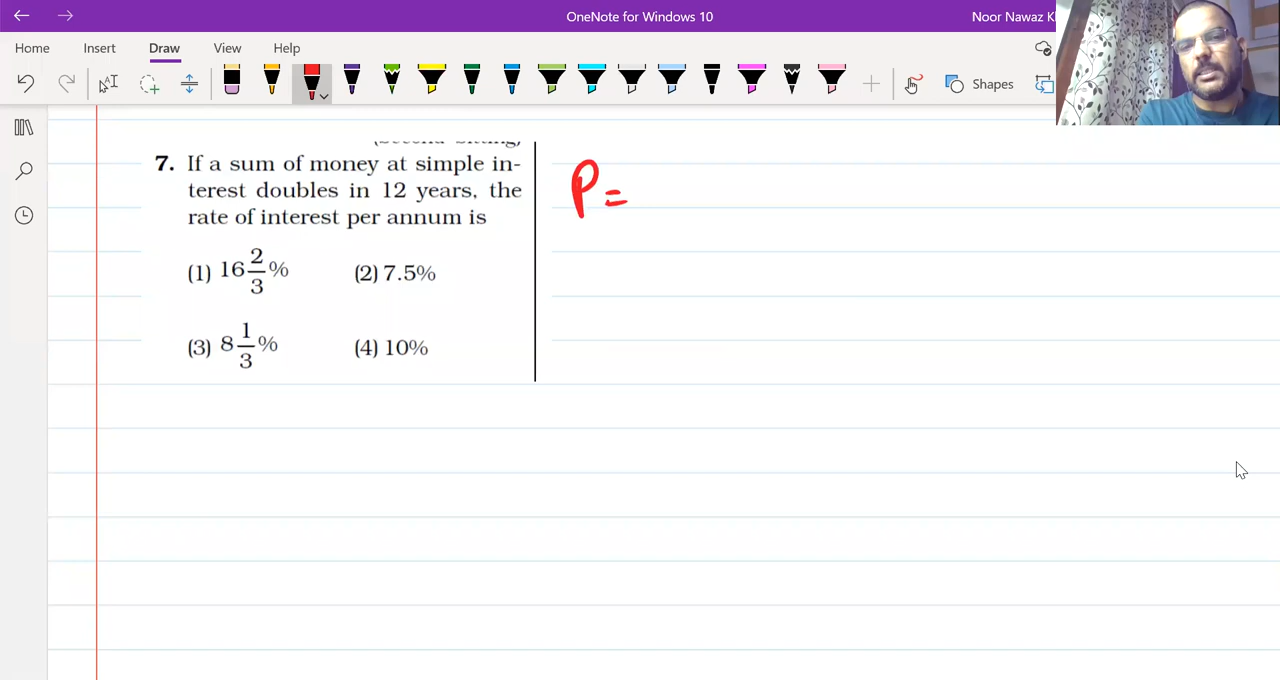 OneNote for Windows 10
Noor Nawaz
Home Insert Draw View Help
Shapes
7. If a sum of money at simple in-
terest doubles in 12 years, the
rate of interest per annum is
(1) 16 2/3 % (2) 7.5%
(3) 8 1/3 % (4) 10%
P =